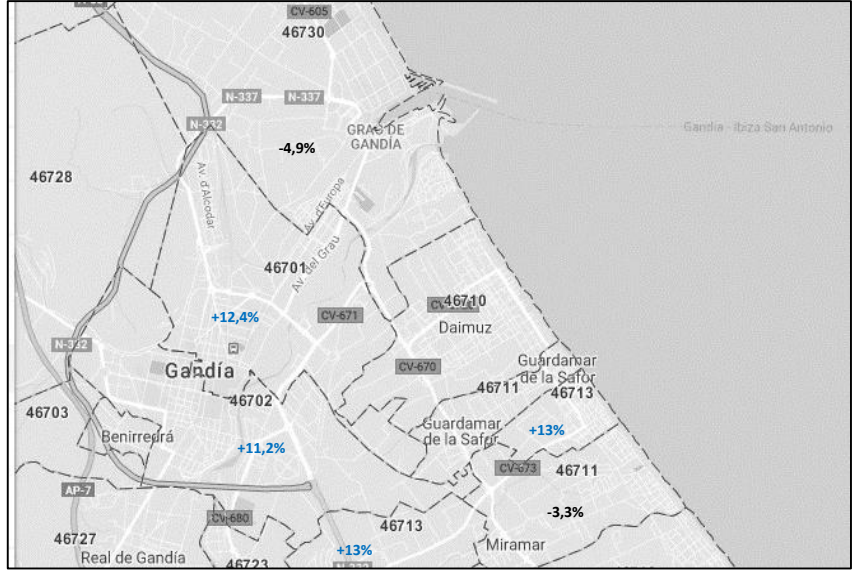 CV-605
46730
N-337
N-337
N-332
GRAO DE
GANDÍA
Gandia - Ibiza San Antonio
-4,9%
46728
Av. d'Alcodar
Av. d'Europa
46701
Av. del Grau
46710
CV-671
+12,4%
Daimuz
N-332
Gandía
CV-670
Guardamar
de la Safor
46711
46713
46702
46703
Benirredrá
Guardamar
de la Safor
+13%
+11,2%
CV-673
46711
AP-7
CV-680
-3,3%
46713
46727
Miramar
+13%
Real de Gandía
46723